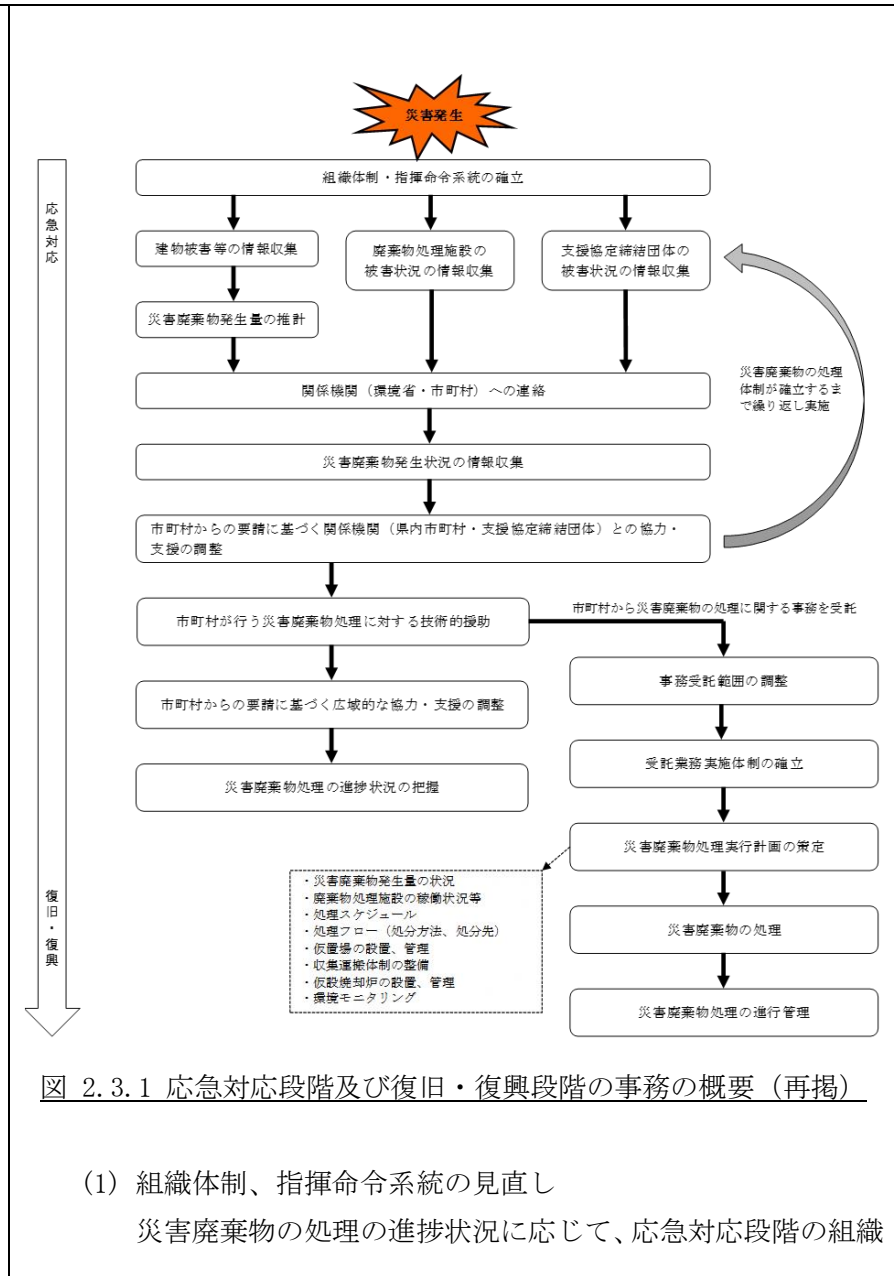 災害発生
組織体制・指揮命令系統の確立
応急対応
建物被害等の情報収集
廃棄物処理施設の
被害状況の情報収集
支援協定締結団体の
被害状況の情報収集
災害廃棄物発生量の推計
災害廃棄物の処理
体制が確立するま
で繰り返し実施
関係機関（環境省・市町村）への連絡
災害廃棄物発生状況の情報収集
市町村からの要請に基づく関係機関（県内市町村・支援協定締結団体）との協力・
支援の調整
市町村が行う災害廃棄物処理に対する技術的援助
市町村から災害廃棄物の処理に関する事務を受託
市町村からの要請に基づく広域的な協力・支援の調整
災害廃棄物処理の進捗状況の把握
事務受託範囲の調整
受託業務実施体制の確立
災害廃棄物処理実行計画の策定
・災害廃棄物発生量の状況
・廃棄物処理施設の稼働状況等
・処理スケジュール
・処理フロー（処分方法、処分先）
・仮置場の設置、管理
・収集運搬体制の整備
・仮設焼却炉の設置、管理
・環境モニタリング
災害廃棄物の処理
災害廃棄物処理の進行管理
復旧・復興
図 2.3.1 応急対応段階及び復旧・復興段階の事務の概要（再掲）
(1) 組織体制、指揮命令系統の見直し
災害廃棄物の処理の進捗状況に応じて、応急対応段階の組織